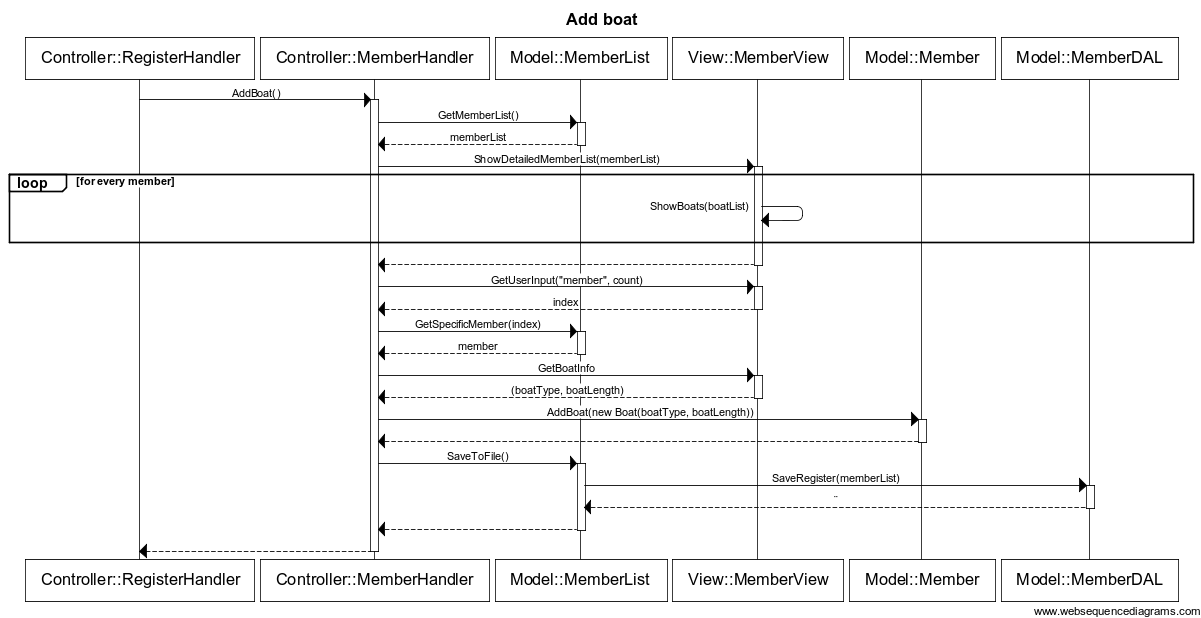 Add boat
Controller::RegisterHandler
Controller::MemberHandler
Model::MemberList
View::MemberView
Model::Member
Model::MemberDAL
AddBoat()
GetMemberList()
memberList
ShowDetailedMemberList(memberList)
loop
[for every member]
ShowBoats(boatList)
GetUserInput("member", count)
index
GetSpecificMember(index)
member
GetBoatInfo
(boatType, boatLength)
AddBoat(new Boat(boatType, boatLength))
SaveToFile()
SaveRegister(memberList)
..
Controller::RegisterHandler
Controller::MemberHandler
Model::MemberList
View::MemberView
Model::Member
Model::MemberDAL
www.websequencediagrams.com